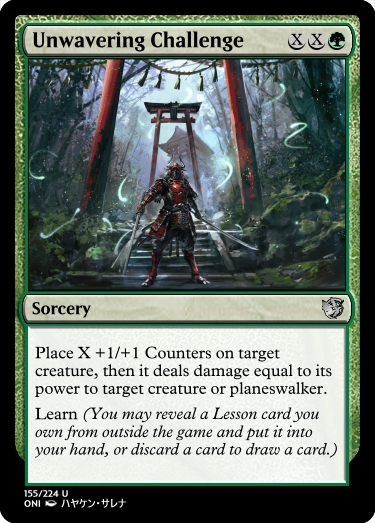 Unwavering Challenge XXG
Sorcery
Place X +1/+1 Counters on target
creature, then it deals damage equal to its
power to target creature or planeswalker.
Learn (You may reveal a Lesson card you
own from outside the game and put it into
your hand, or discard a card to draw a card.)
155/224 U
ONI ハヤケン・サレナ